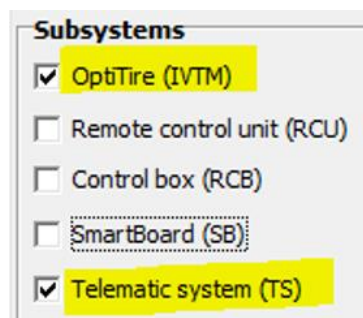 Subsystems
OptiTire (IVTM)
Remote control unit (RCU)
Control box (RCB)
SmartBoard (SB)
Telematic system (TS)